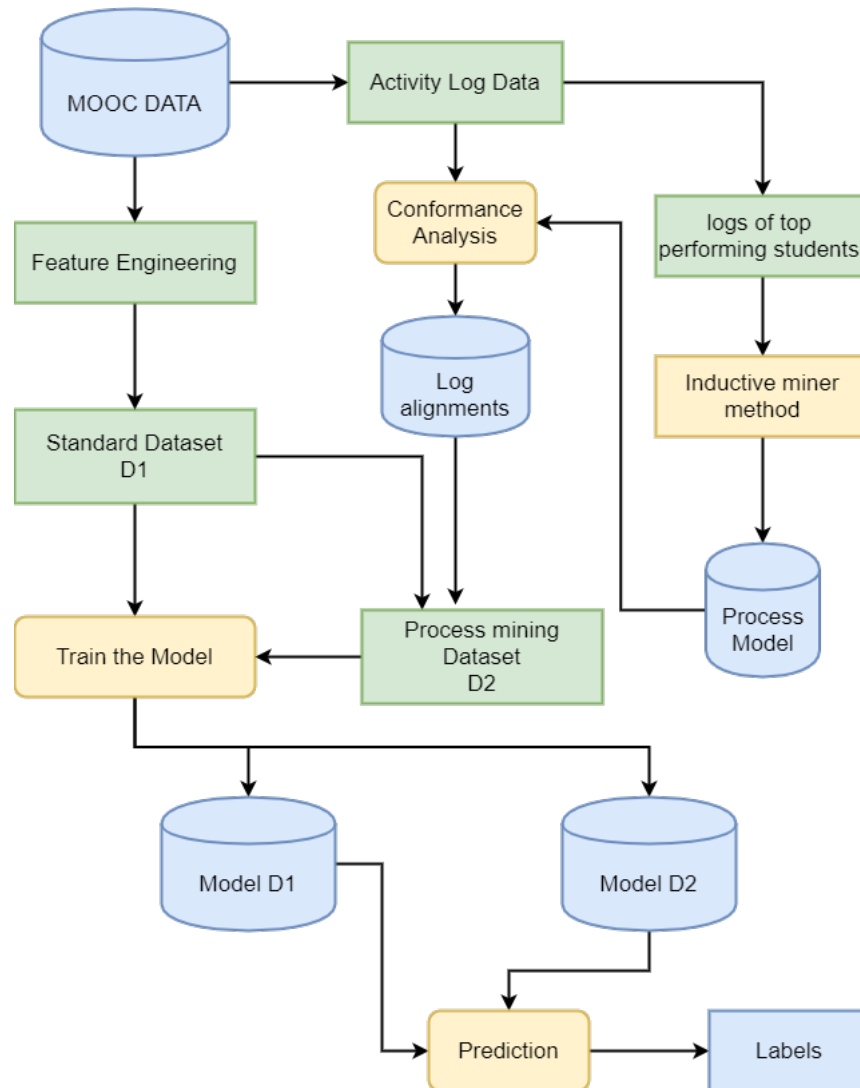 MOOC DATA
Activity Log Data
Conformance
Analysis
logs of top
performing students
Feature Engineering
Log
alignments
Inductive miner
method
Standard Dataset
D1
Process mining
Dataset
D2
Process
Model
Train the Model
Model D1
Model D2
Prediction
Labels